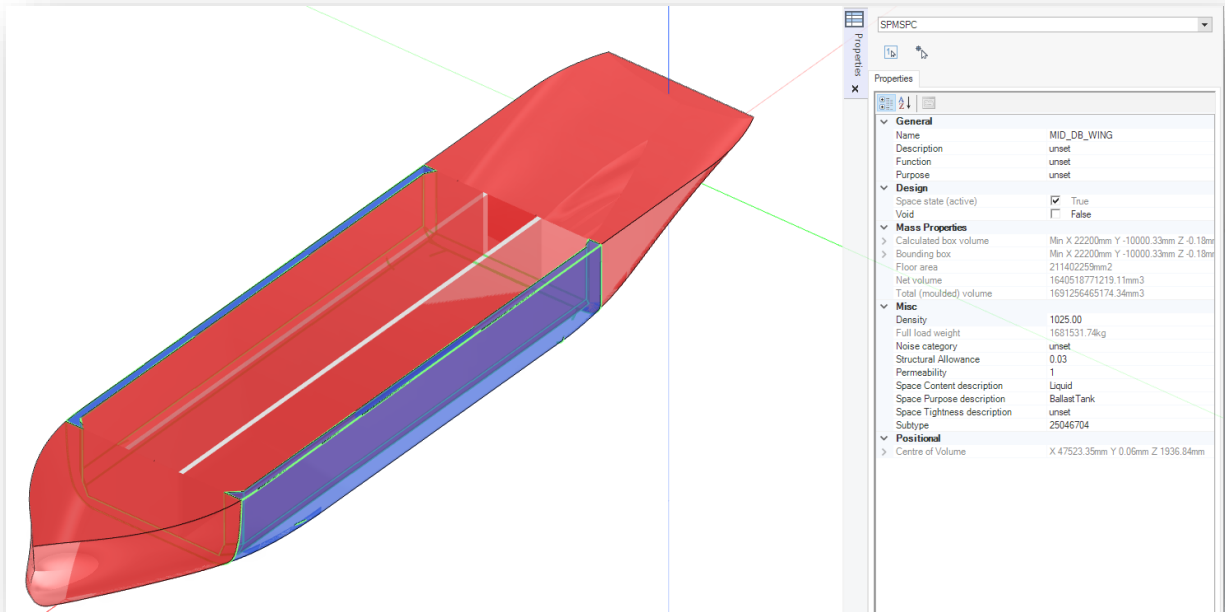 SPMSPC
Properties
Properties
General
Name MID_DB_WING
Description unset
Function unset
Purpose unset
Design
Space state (active) True
Void False
Mass Properties
Calculated box volume Min X 22200mm Y -10000.33mm Z -0.18mm
Bounding box Min X 22200mm Y -10000.33mm Z -0.18mm
Floor area 211402259mm2
Net volume 1640518771219.11mm3
Total (moulded) volume 1691256465174.34mm3
Misc
Density 1025.00
Full load weight 1681531.74kg
Noise category unset
Structural Allowance 0.03
Permeability 1
Space Content description Liquid
Space Purpose description BallastTank
Space Tightness description unset
Subtype 25046704
Positional
Centre of Volume X 47523.35mm Y 0.06mm Z 1936.84mm